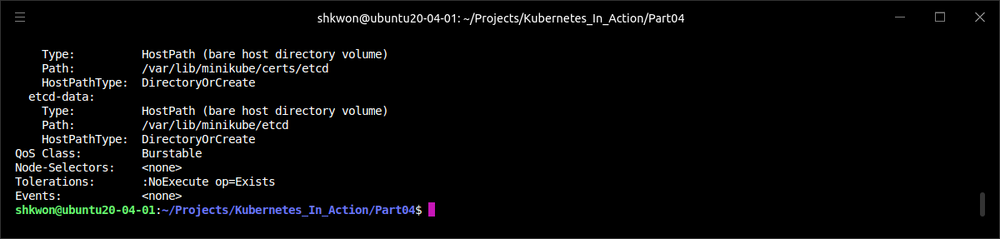 shkwon@ubuntu20-04-01: ~/Projects/Kubernetes_In_Action/Part04
    Type:          HostPath (bare host directory volume)
    Path:          /var/lib/minikube/certs/etcd
    HostPathType:  DirectoryOrCreate
  etcd-data:
    Type:          HostPath (bare host directory volume)
    Path:          /var/lib/minikube/etcd
    HostPathType:  DirectoryOrCreate
QoS Class:         Burstable
Node-Selectors:    <none>
Tolerations:       :NoExecute op=Exists
Events:            <none>
shkwon@ubuntu20-04-01:~/Projects/Kubernetes_In_Action/Part04$